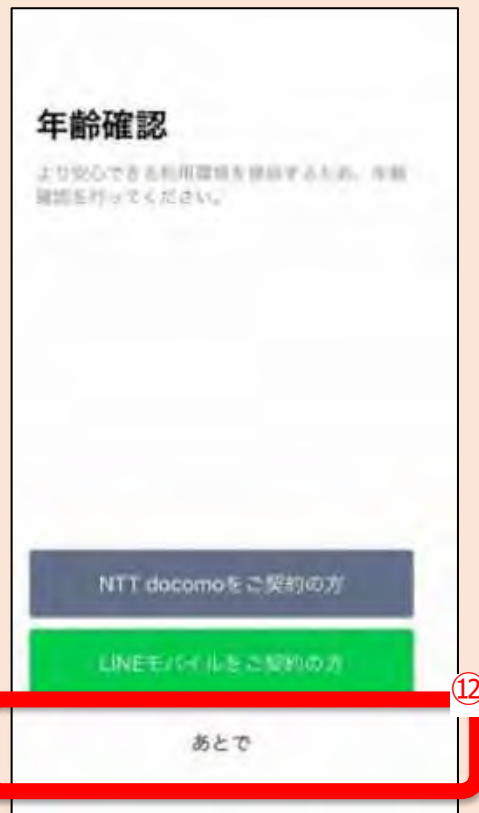 年齢確認
より安心できる利用環境を提供するため、年齢
確認を行ってください。
NTT docomoをご契約の方
LINEモバイルをご契約の方
⑫
あとで